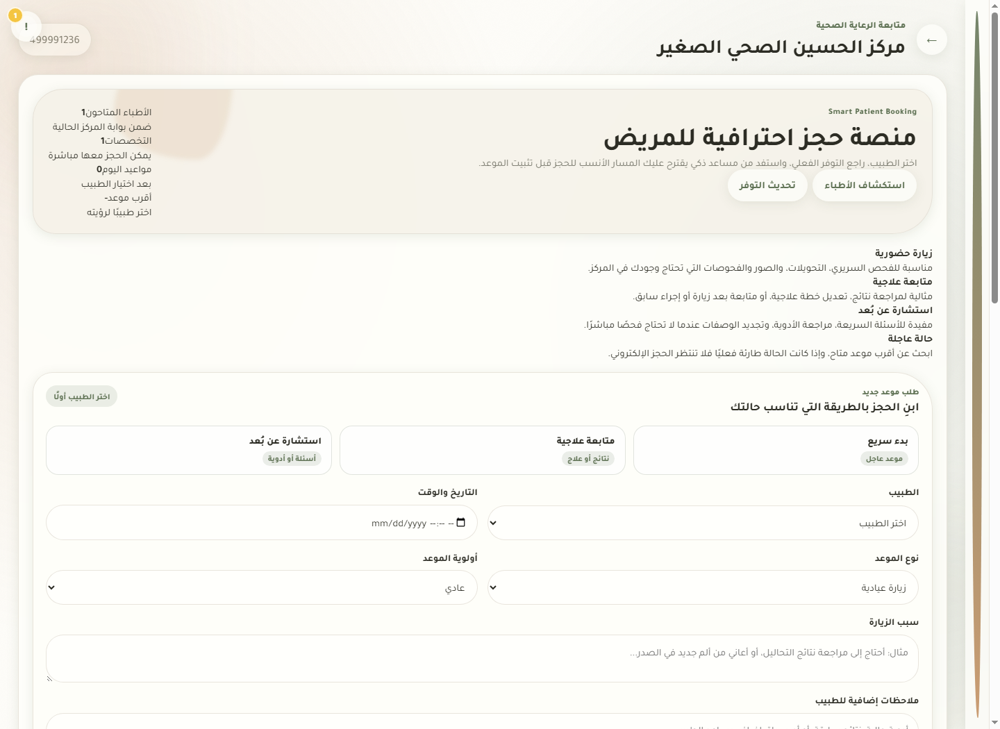 متابعة الرعاية الصحية
مركز الحسين الصحي الصغير
←
499991236
!
1
Smart Patient Booking
منصة حجز احترافية للمريض
اختر الطبيب، راجع التوفر الفعلي، واستفد من مساعد ذكي يقترح عليك المسار الأنسب للحجز قبل تثبيت الموعد.
استكشاف الأطباء
تحديث التوفر
الأطباء المتاحون1
ضمن بوابة المركز الحالية
التخصصات1
يمكن الحجز معها مباشرة
مواعيد اليوم0
بعد اختيار الطبيب
أقرب موعد-
اختر طبيبًا لرؤيته
زيارة حضورية
مناسبة للفحص السريري، التحويلات، والصور والفحوصات التي تحتاج وجودك في المركز.
متابعة علاجية
مثالية لمراجعة نتائج، تعديل خطة علاجية، أو متابعة بعد زيارة أو إجراء سابق.
استشارة عن بُعد
مفيدة للأسئلة السريعة، مراجعة الأدوية، وتجديد الوصفات عندما لا تحتاج فحصًا مباشرًا.
حالة عاجلة
ابحث عن أقرب موعد متاح، وإذا كانت الحالة طارئة فعليًا فلا تنتظر الحجز الإلكتروني.
طلب موعد جديد
ابنِ الحجز بالطريقة التي تناسب حالتك
اختر الطبيب أولًا
بدء سريع
موعد عاجل
متابعة علاجية
نتائج أو علاج
استشارة عن بُعد
أسئلة أو أدوية
الطبيب
اختر الطبيب
التاريخ والوقت
mm/dd/yyyy --:-- --
نوع الموعد
زيارة عيادية
أولوية الموعد
عادي
سبب الزيارة
مثال: أحتاج إلى مراجعة نتائج التحاليل، أو أعاني من ألم جديد في الصدر...
ملاحظات إضافية للطبيب